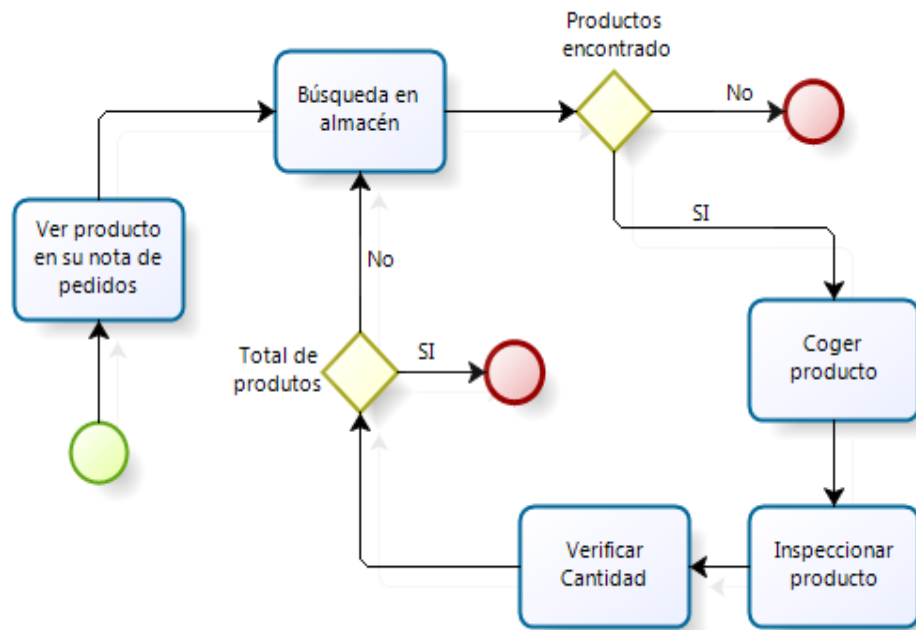 Productos
encontrado
Búsqueda en
almacén
No
Ver producto
en su nota de
pedidos
SI
No
Total de
produtos
SI
Coger
producto
Verificar
Cantidad
Inspeccionar
producto